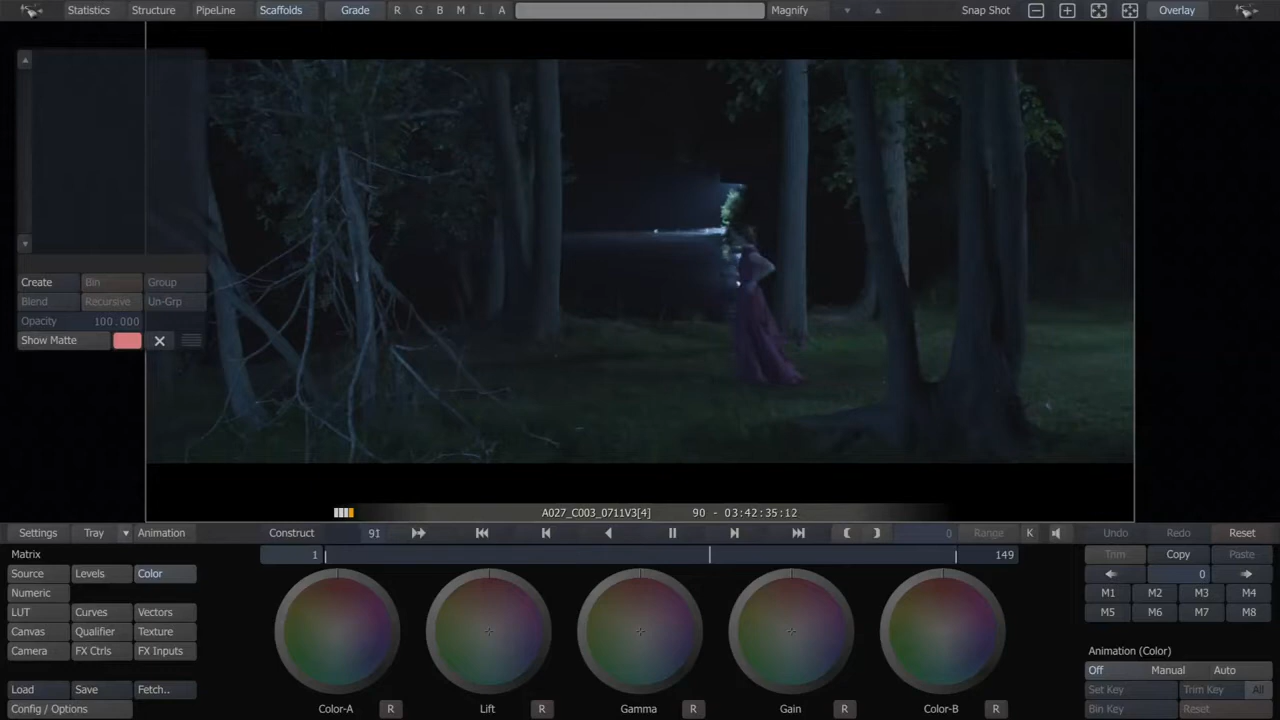 Statistics Structure PipeLine Scaffolds Grade R G B M L A Magnify Snap Shot Overlay
Create Bin Group
Blend Recursive Un-Grp
Opacity 100.000
Show Matte
A027_C003_0711V3[4] 90 - 03:42:35:12
Settings Tray Animation Construct 91 0 Range K Undo Redo Reset
Matrix 1 149 Trim Copy Paste
Source Levels Color 0
Numeric M1 M2 M3 M4
LUT Curves Vectors M5 M6 M7 M8
Canvas Qualifier Texture
Camera FX Ctrls FX Inputs Animation (Color)
Off Manual Auto
Load Save Fetch.. Set Key Trim Key All
Config / Options Color-A R Lift R Gamma R Gain R Color-B R Bin Key Reset